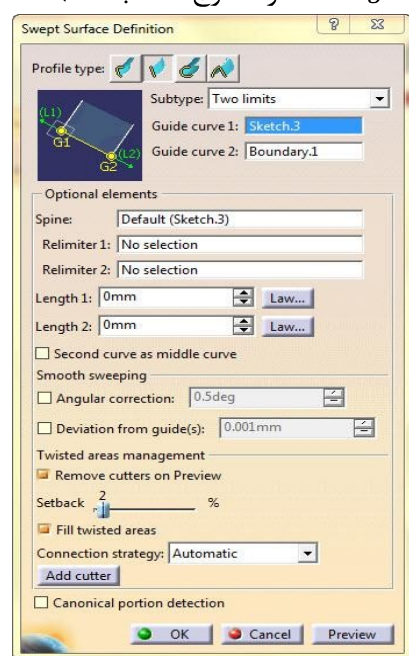 Swept Surface Definition
Profile type:
Subtype: Two limits
Guide curve 1: Sketch.3
Guide curve 2: Boundary.1
(L1)
G1
(L2)
G2
Optional elements
Spine: Default (Sketch.3)
Relimiter 1: No selection
Relimiter 2: No selection
Length 1: 0mm Law...
Length 2: 0mm Law...
Second curve as middle curve
Smooth sweeping
Angular correction: 0.5deg
Deviation from guide(s): 0.001mm
Twisted areas management
Remove cutters on Preview
2
Setback %
Fill twisted areas
Connection strategy: Automatic
Add cutter
Canonical portion detection
OK Cancel Preview